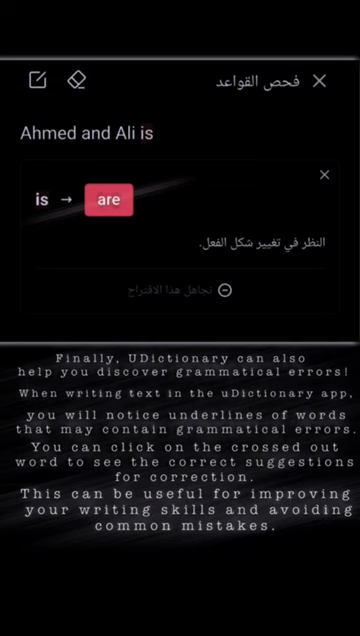 فحص القواعد
Ahmed and Ali is
is → are
النظر في تغيير شكل الفعل.
تجاهل هذا الاقتراح
Finally, UDictionary can also
help you discover grammatical errors!
When writing text in the uDictionary app,
you will notice underlines of words
that may contain grammatical errors.
You can click on the crossed out
word to see the correct suggestions
for correction.
This can be useful for improving
your writing skills and avoiding
common mistakes.